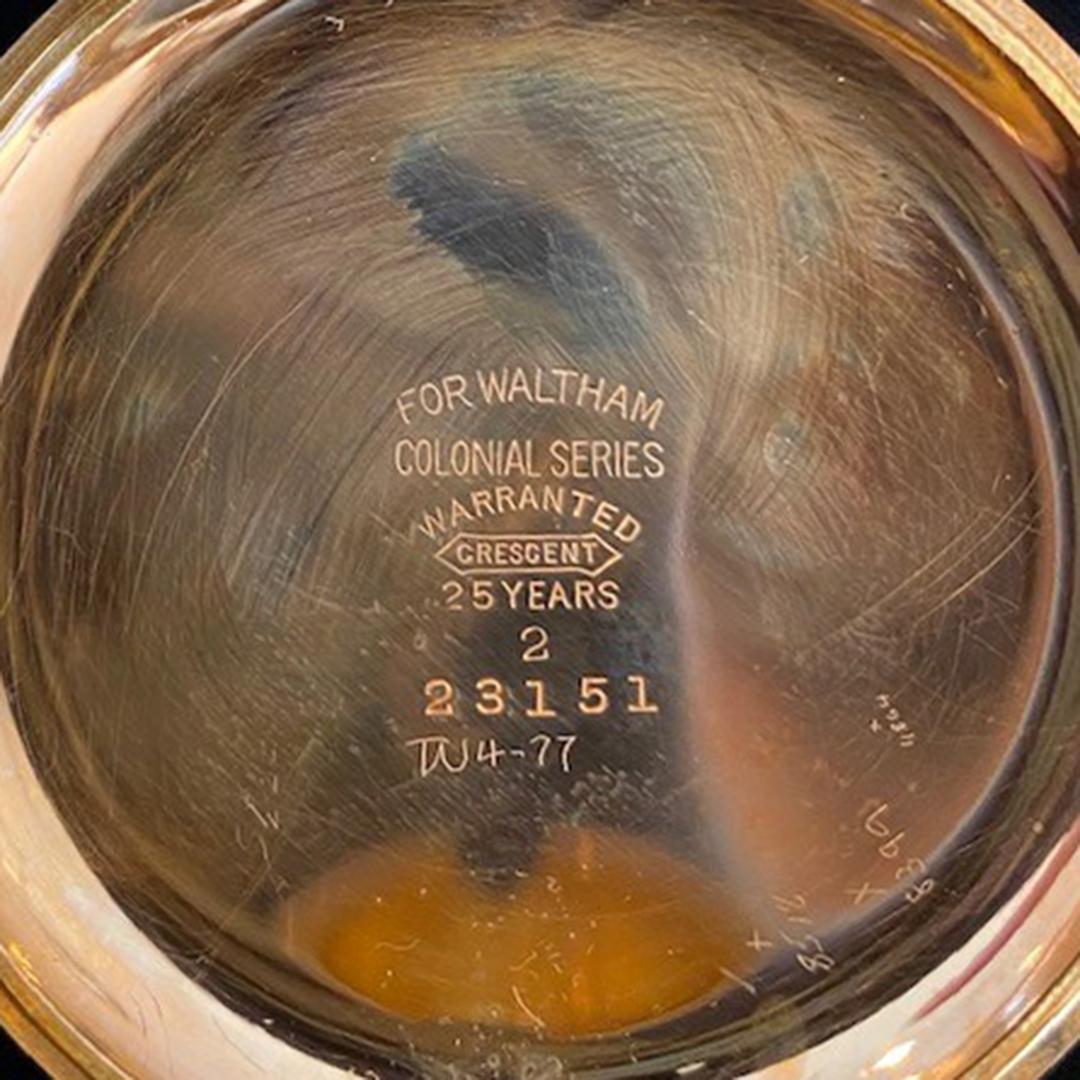 FOR WALTHAM
COLONIAL SERIES
WARRANTED
CRESCENT
25 YEARS
2
23151
TW4-77